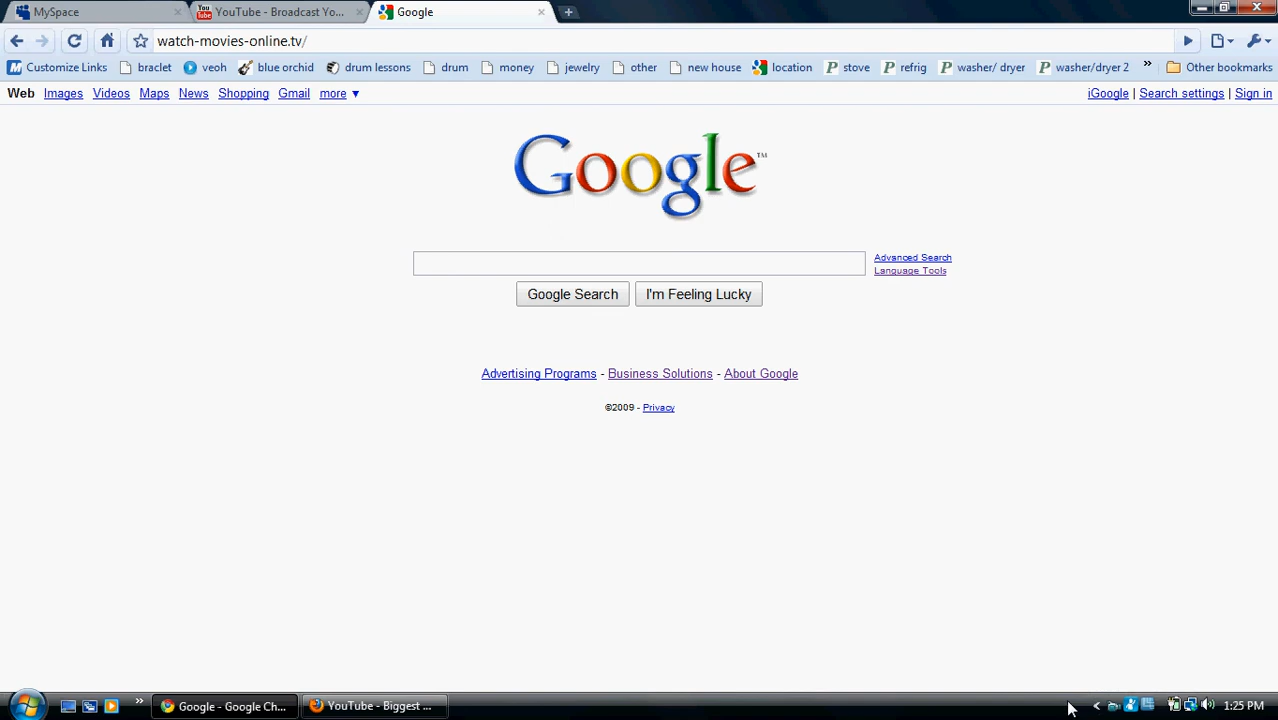 MySpace
YouTube - Broadcast Yo...
Google
watch-movies-online.tv/
Customize Links braclet veoh blue orchid drum lessons drum money jewelry other new house location stove refrig washer/ dryer washer/dryer 2 » Other bookmarks
Web Images Videos Maps News Shopping Gmail more ▼
iGoogle | Search settings | Sign in
Google™
Advanced Search
Language Tools
Google Search I'm Feeling Lucky
Advertising Programs - Business Solutions - About Google
©2009 - Privacy
Google - Google Ch... YouTube - Biggest ... 1:25 PM